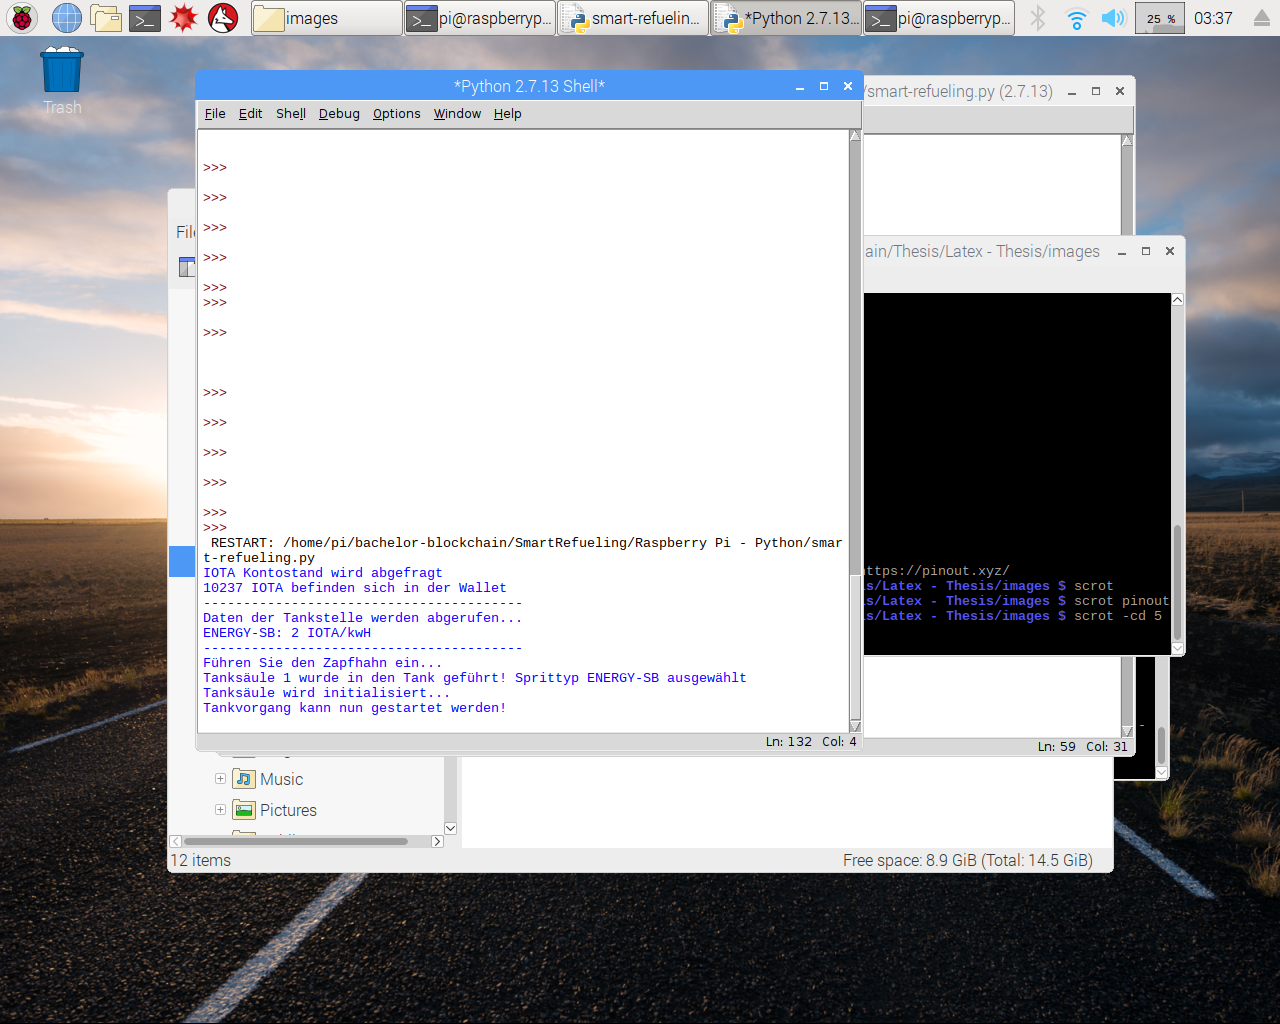 images
pi@raspberryp...
smart-refuelin...
*Python 2.7.13...
pi@raspberryp...
25 %
03:37
Trash
*Python 2.7.13 Shell*
File Edit Shell Debug Options Window Help
>>>
>>>
>>>
>>>
>>>
>>>
>>>
>>>
>>>
>>>
>>>
>>>
>>>
RESTART: /home/pi/bachelor-blockchain/SmartRefueling/Raspberry Pi - Python/smar
t-refueling.py
IOTA Kontostand wird abgefragt
10237 IOTA befinden sich in der Wallet
----------------------------------------
Daten der Tankstelle werden abgerufen...
ENERGY-SB: 2 IOTA/kwH
----------------------------------------
Führen Sie den Zapfhahn ein...
Tanksäule 1 wurde in den Tank geführt! Sprittyp ENERGY-SB ausgewählt
Tanksäule wird initialisiert...
Tankvorgang kann nun gestartet werden!
Ln: 132 Col: 4
/smart-refueling.py (2.7.13)
Ln: 59 Col: 31
ain/Thesis/Latex - Thesis/images
ttps://pinout.xyz/
s/Latex - Thesis/images $ scrot
is/Latex - Thesis/images $ scrot pinout
is/Latex - Thesis/images $ scrot -cd 5
File
Music
Pictures
12 items
Free space: 8.9 GiB (Total: 14.5 GiB)